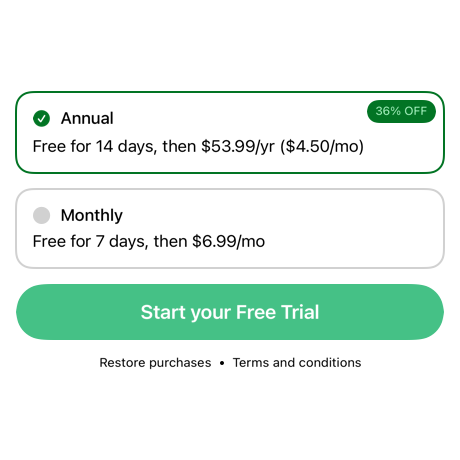 36% OFF
Annual
Free for 14 days, then $53.99/yr ($4.50/mo)
Monthly
Free for 7 days, then $6.99/mo
Start your Free Trial
Restore purchases • Terms and conditions